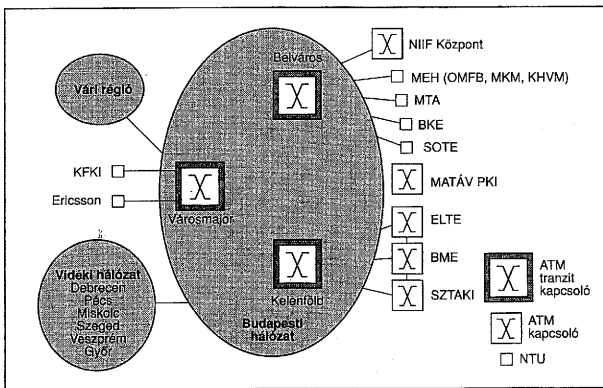 Belváros
NIIF Központ
MEH (OMFB, MKM, KHVM)
MTA
BKE
SOTE
Vári régió
KFKI
Ericsson
Városmajor
MATÁV PKI
ELTE
BME
SZTAKI
Vidéki hálózat
Debrecen
Pécs
Miskolc
Szeged
Veszprém
Győr
Kelenföld
Budapesti
hálózat
ATM
tranzit
kapcsoló
ATM
kapcsoló
NTU